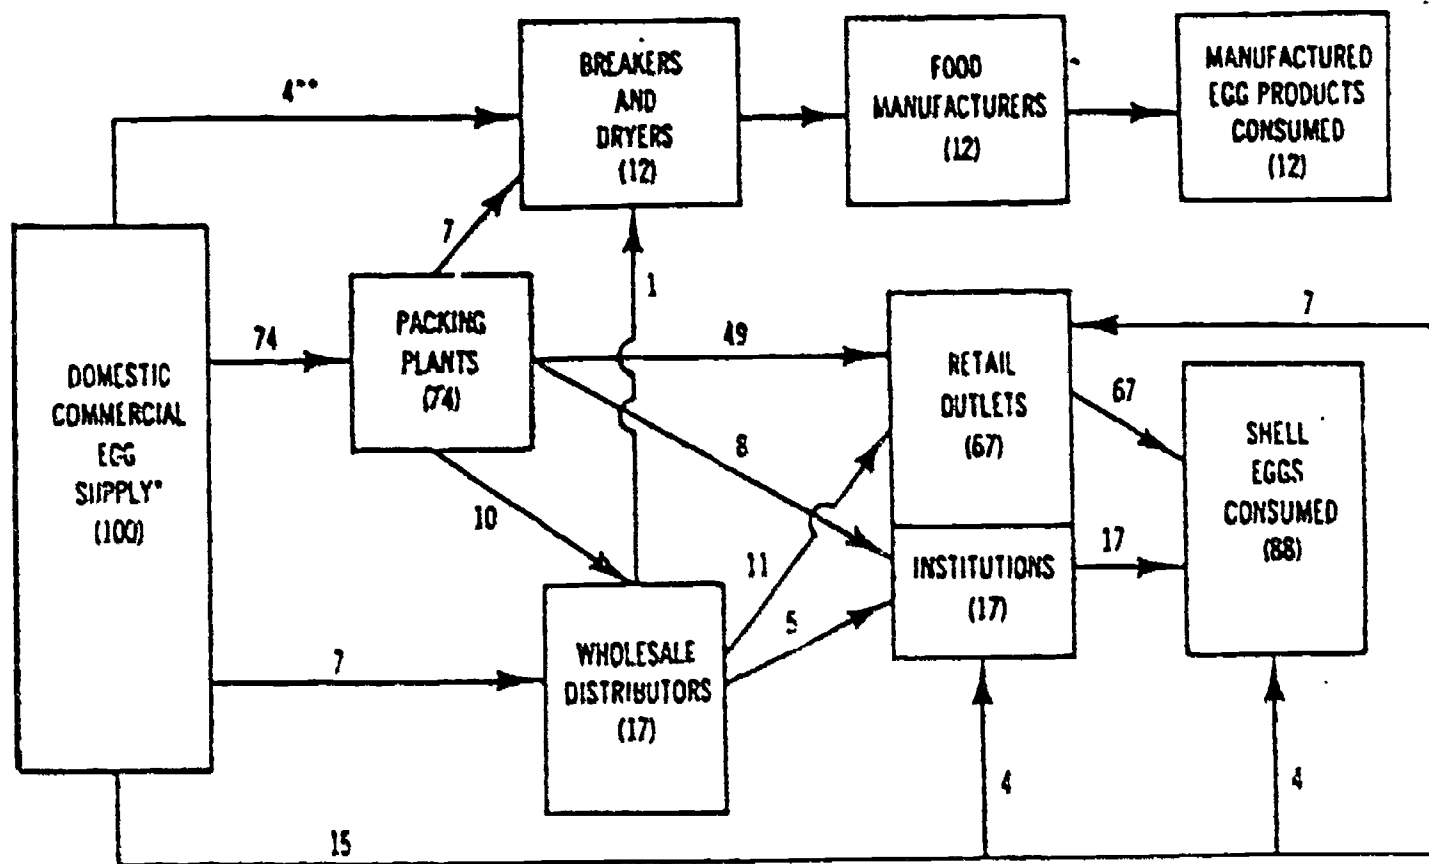 BREAKERS
AND
DRYERS
(12)
FOOD
MANUFACTURERS
(12)
MANUFACTURED
EGG PRODUCTS
CONSUMED
(12)
4**
7
1
7
DOMESTIC
COMMERCIAL
EGG
SUPPLY*
(100)
74
PACKING
PLANTS
(74)
49
8
10
RETAIL
OUTLETS
(67)
67
SHELL
EGGS
CONSUMED
(88)
INSTITUTIONS
(17)
17
11
5
7
WHOLESALE
DISTRIBUTORS
(17)
4
4
15